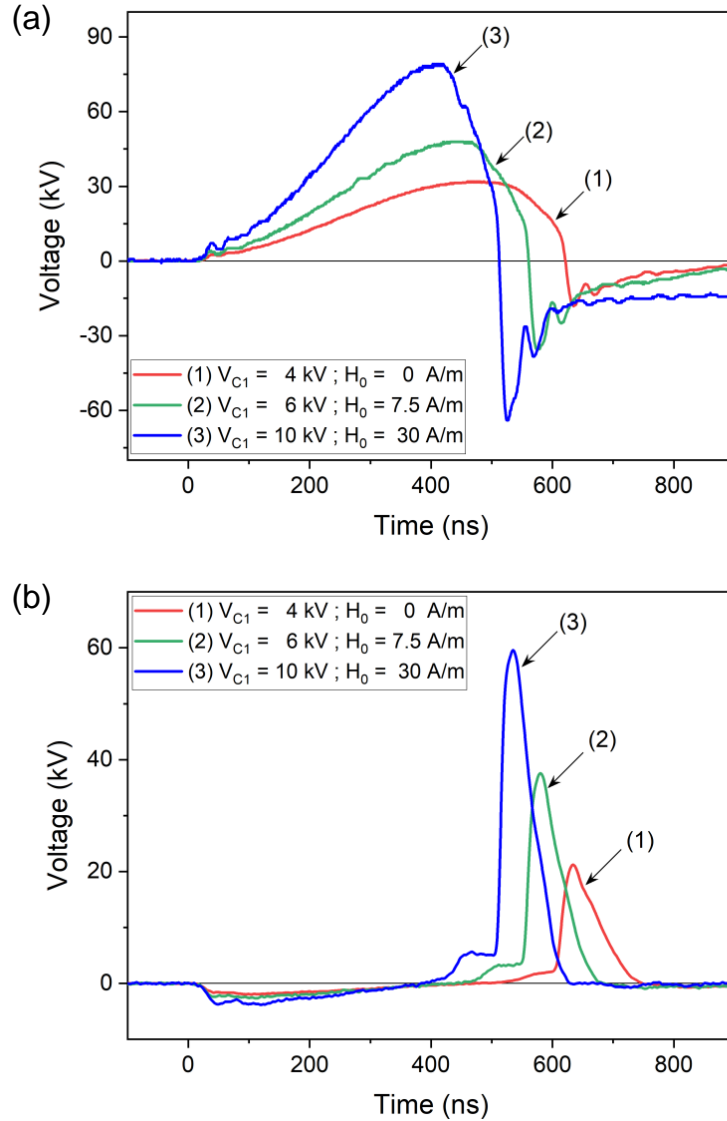 (a)
90
60
30
0
-30
-60
Voltage (kV)
(3)
(2)
(1)
(1) V_C1 = 4 kV ; H_0 = 0 A/m
(2) V_C1 = 6 kV ; H_0 = 7.5 A/m
(3) V_C1 = 10 kV ; H_0 = 30 A/m
0 200 400 600 800
Time (ns)
(b)
(1) V_C1 = 4 kV ; H_0 = 0 A/m
(2) V_C1 = 6 kV ; H_0 = 7.5 A/m
(3) V_C1 = 10 kV ; H_0 = 30 A/m
60
40
20
0
Voltage (kV)
(3)
(2)
(1)
0 200 400 600 800
Time (ns)